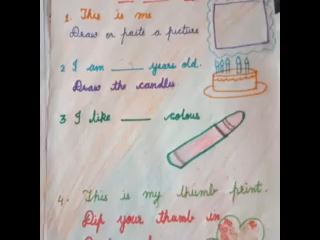 1. This is me
Draw or paste a picture
2 I am ____ years old.
Draw the candles
3 I like ____ colour
4. This is my thumb print.
Dip your thumb in